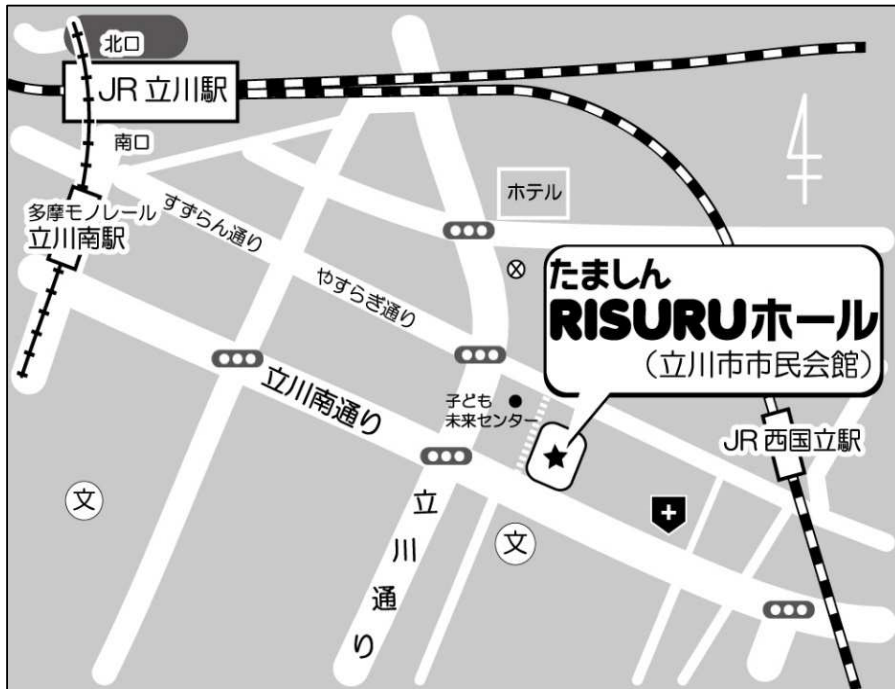 北口
JR 立川駅
南口
多摩モノレール
立川南駅
すずらん通り
やすらぎ通り
ホテル
たましん
RISURUホール
（立川市市民会館）
子ども
未来センター
立川南通り
JR 西国立駅
立川通り
文
文